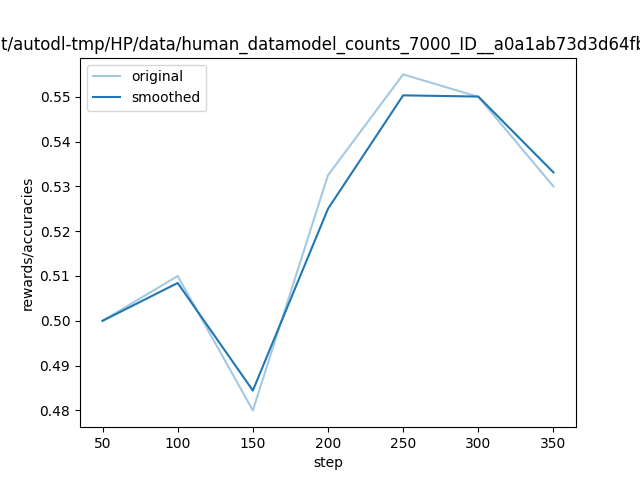 t/autodl-tmp/HP/data/human_datamodel_counts_7000_ID__a0a1ab73d3d64fb
original
smoothed
rewards/accuracies
0.55
0.54
0.53
0.52
0.51
0.50
0.49
0.48
50 100 150 200 250 300 350
step